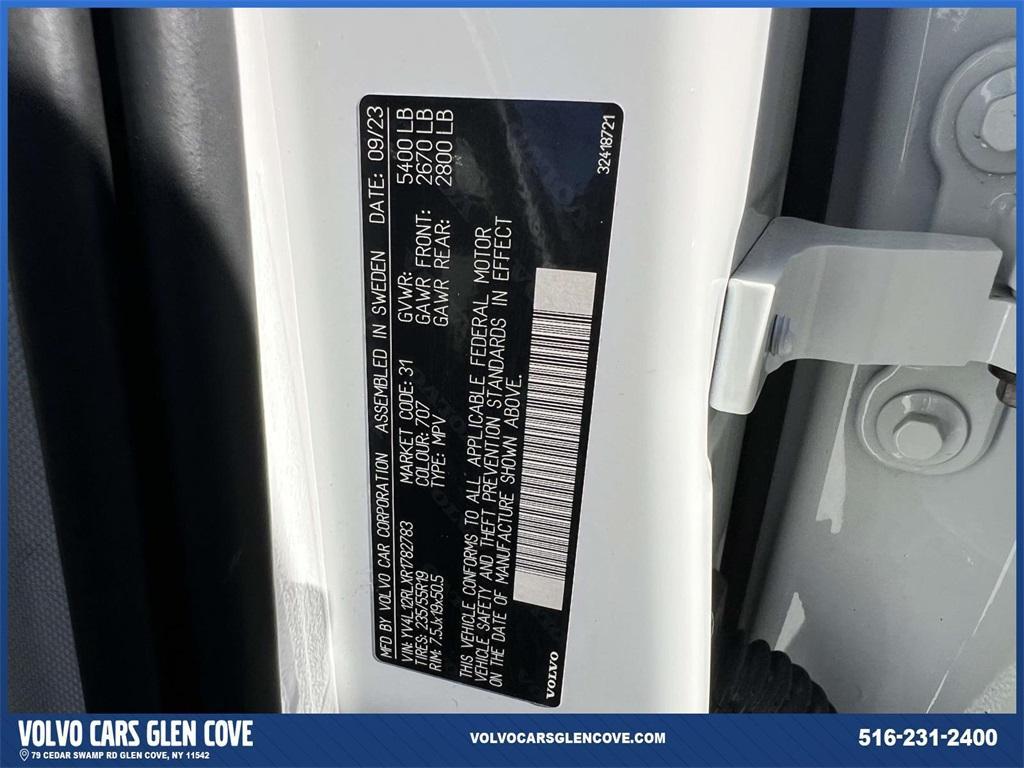 MFD BY VOLVO CAR CORPORATION ASSEMBLED IN SWEDEN DATE: 09/23
VIN: YV4L12RLXR1782783 MARKET CODE: 31 GVWR: 5400 LB
TIRES: 235/55R19 COLOUR: 707 GAWR FRONT: 2670 LB
RIM: 7.5Jx19x50.5 TYPE: MPV GAWR REAR: 2800 LB
THIS VEHICLE CONFORMS TO ALL APPLICABLE FEDERAL MOTOR
VEHICLE SAFETY AND THEFT PREVENTION STANDARDS IN EFFECT
ON THE DATE OF MANUFACTURE SHOWN ABOVE.
VOLVO
32418721
VOLVO CARS GLEN COVE
79 CEDAR SWAMP RD GLEN COVE, NY 11542
VOLVOCARSGLENCOVE.COM
516-231-2400